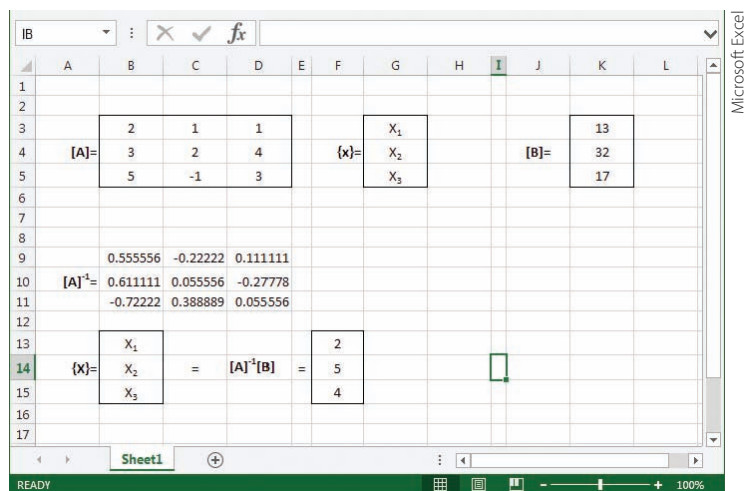 IB fx
A B C D E F G H I J K L
1
2
3 2 1 1 X₁ 13
4 [A]= 3 2 4 {x}= X₂ [B]= 32
5 5 -1 3 X₃ 17
6
7
8
9 0.555556 -0.22222 0.111111
10 [A]⁻¹= 0.611111 0.055556 -0.27778
11 -0.72222 0.388889 0.055556
12
13 X₁ 2
14 {X}= X₂ = [A]⁻¹[B] = 5
15 X₃ 4
16
17
Sheet1
READY 100%
Microsoft Excel